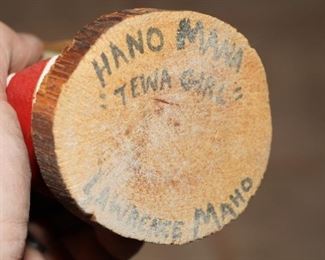 HANO MANA
"TEWA GIRL"
LAWRENCE MAHO